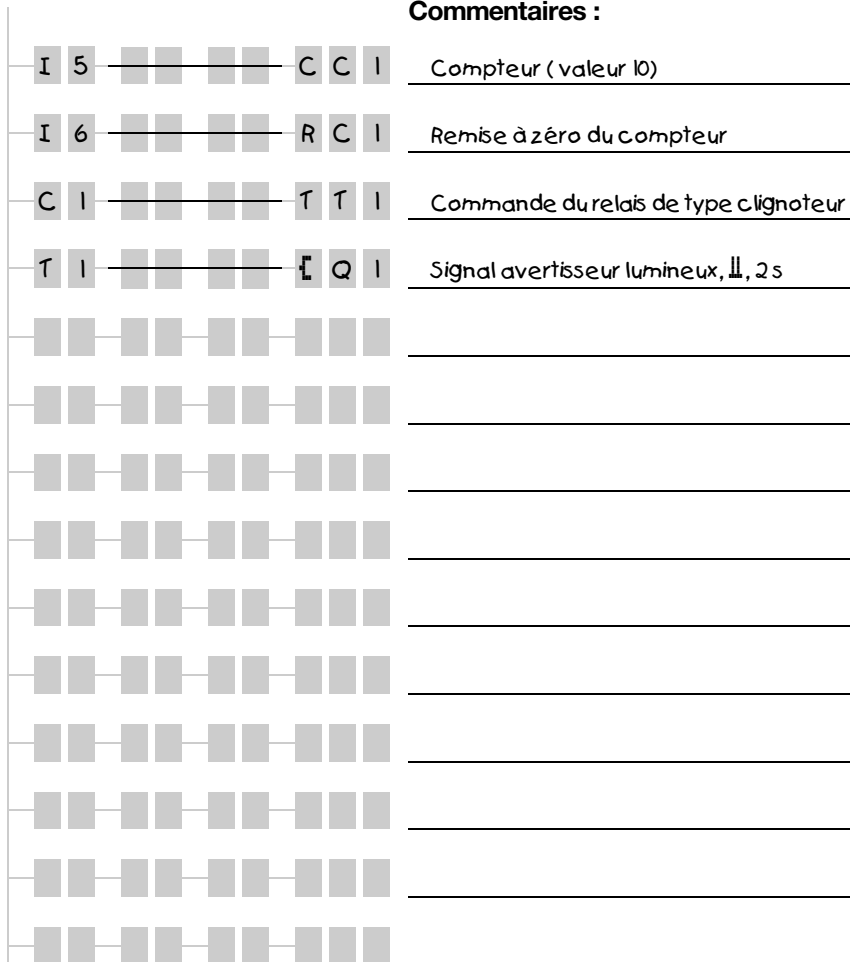 Commentaires :
I 5 C C 1 Compteur (valeur 10)
I 6 R C 1 Remise à zéro du compteur
C 1 T T 1 Commande du relais de type clignoteur
T 1 [ Q 1 Signal avertisseur lumineux, ⨿, 2 s